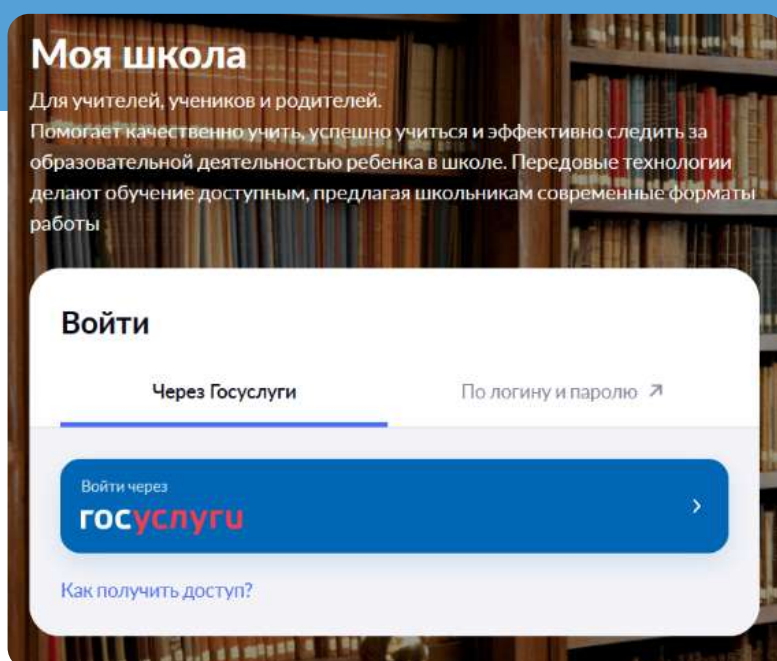 Моя школа
Для учителей, учеников и родителей.
Помогает качественно учить, успешно учиться и эффективно следить за
образовательной деятельностью ребенка в школе. Передовые технологии
делают обучение доступным, предлагая школьникам современные форматы
работы
Войти
Через Госуслуги
По логину и паролю ↗
Войти через
госуслуги
Как получить доступ?